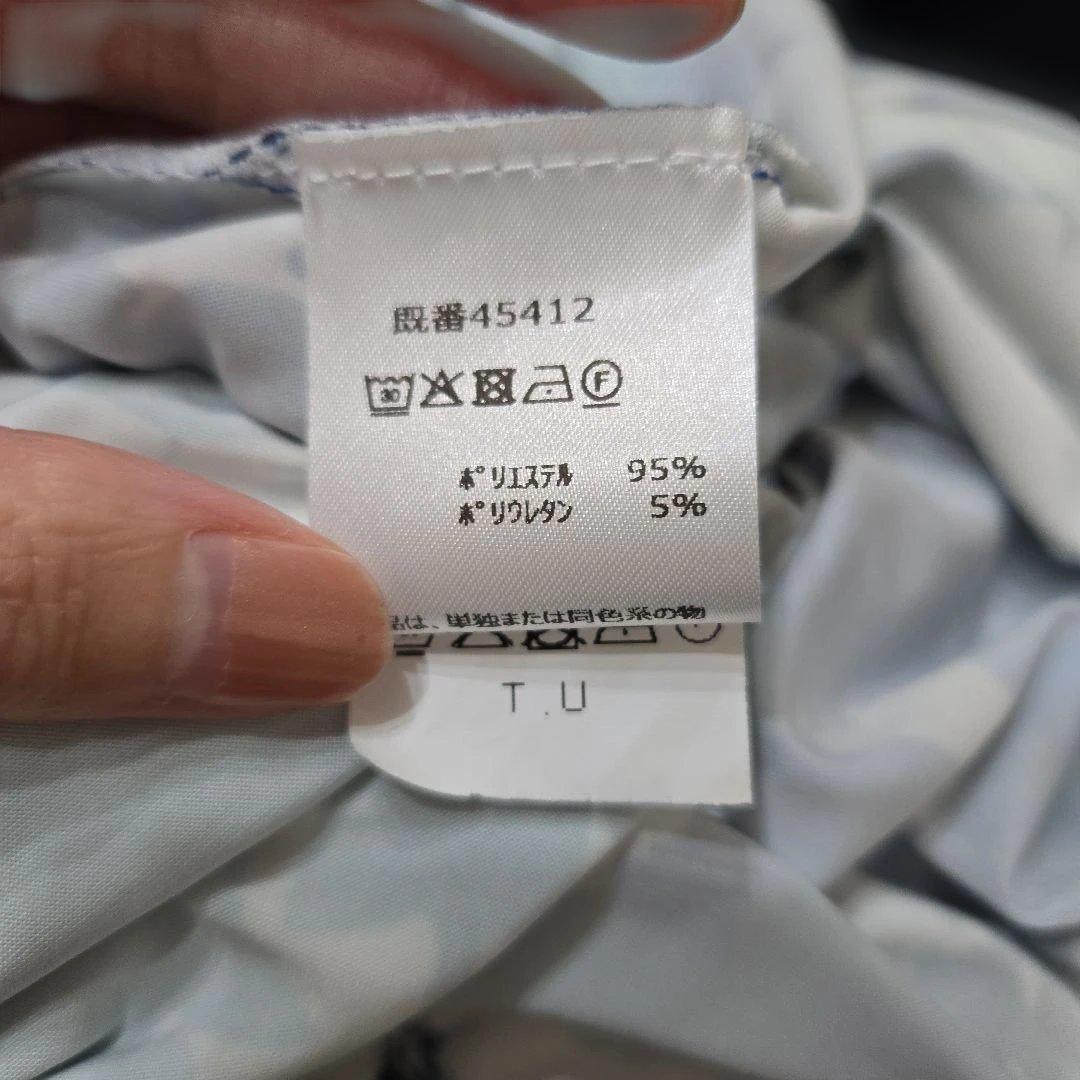 既番45412
30 F
ポリエステル 95%
ポリウレタン 5%
品は、単独または同色系の物
T.U